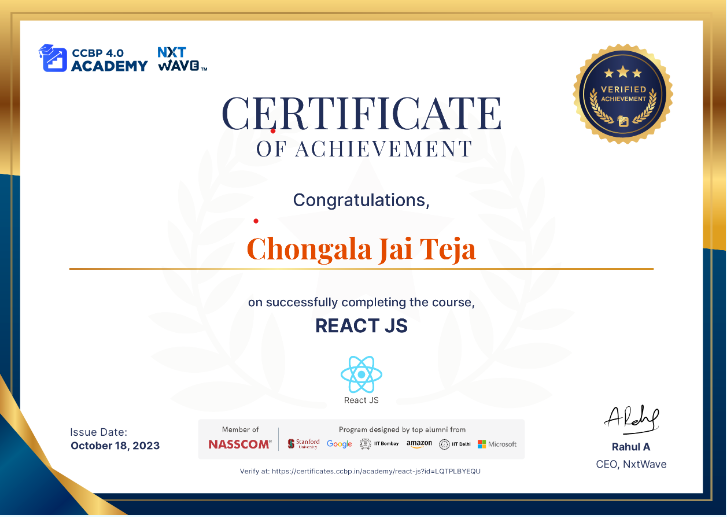 CCBP 4.0
ACADEMY
NXT
WAVE™
VERIFIED
ACHIEVEMENT
CERTIFICATE
OF ACHIEVEMENT
Congratulations,
Chongala Jai Teja
on successfully completing the course,
REACT JS
React JS
Issue Date:
October 18, 2023
Member of
NASSCOM®
Program designed by top alumni from
Stanford University Google IIT Bombay amazon IIT Delhi Microsoft
Verify at: https://certificates.ccbp.in/academy/react-js?id=LQTPLBYEQU
Rahul A
CEO, NxtWave